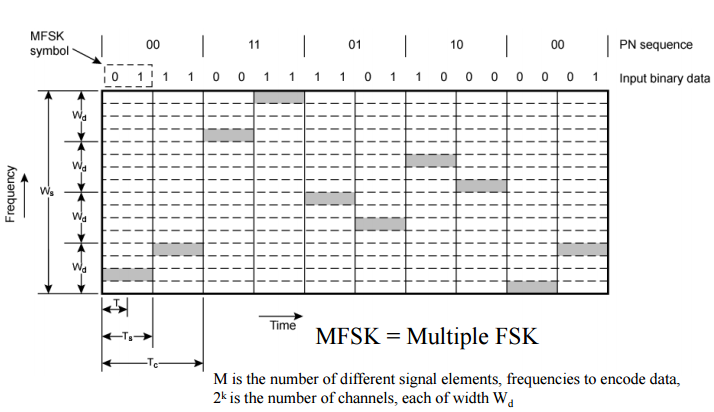 MFSK
symbol
00 11 01 10 00 PN sequence
0 1 1 1 0 0 1 1 1 1 0 1 1 0 0 0 0 0 0 1 Input binary data
Wd
Wd
Ws
Wd
Wd
Frequency
T
Ts
Tc
Time
MFSK = Multiple FSK
M is the number of different signal elements, frequencies to encode data,
2ᵏ is the number of channels, each of width Wd